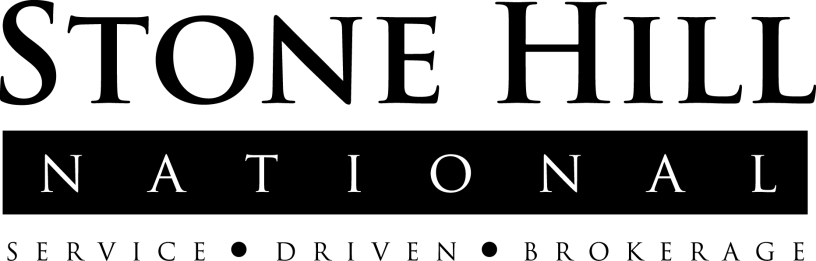 STONE HILL
NATIONAL
SERVICE • DRIVEN • BROKERAGE